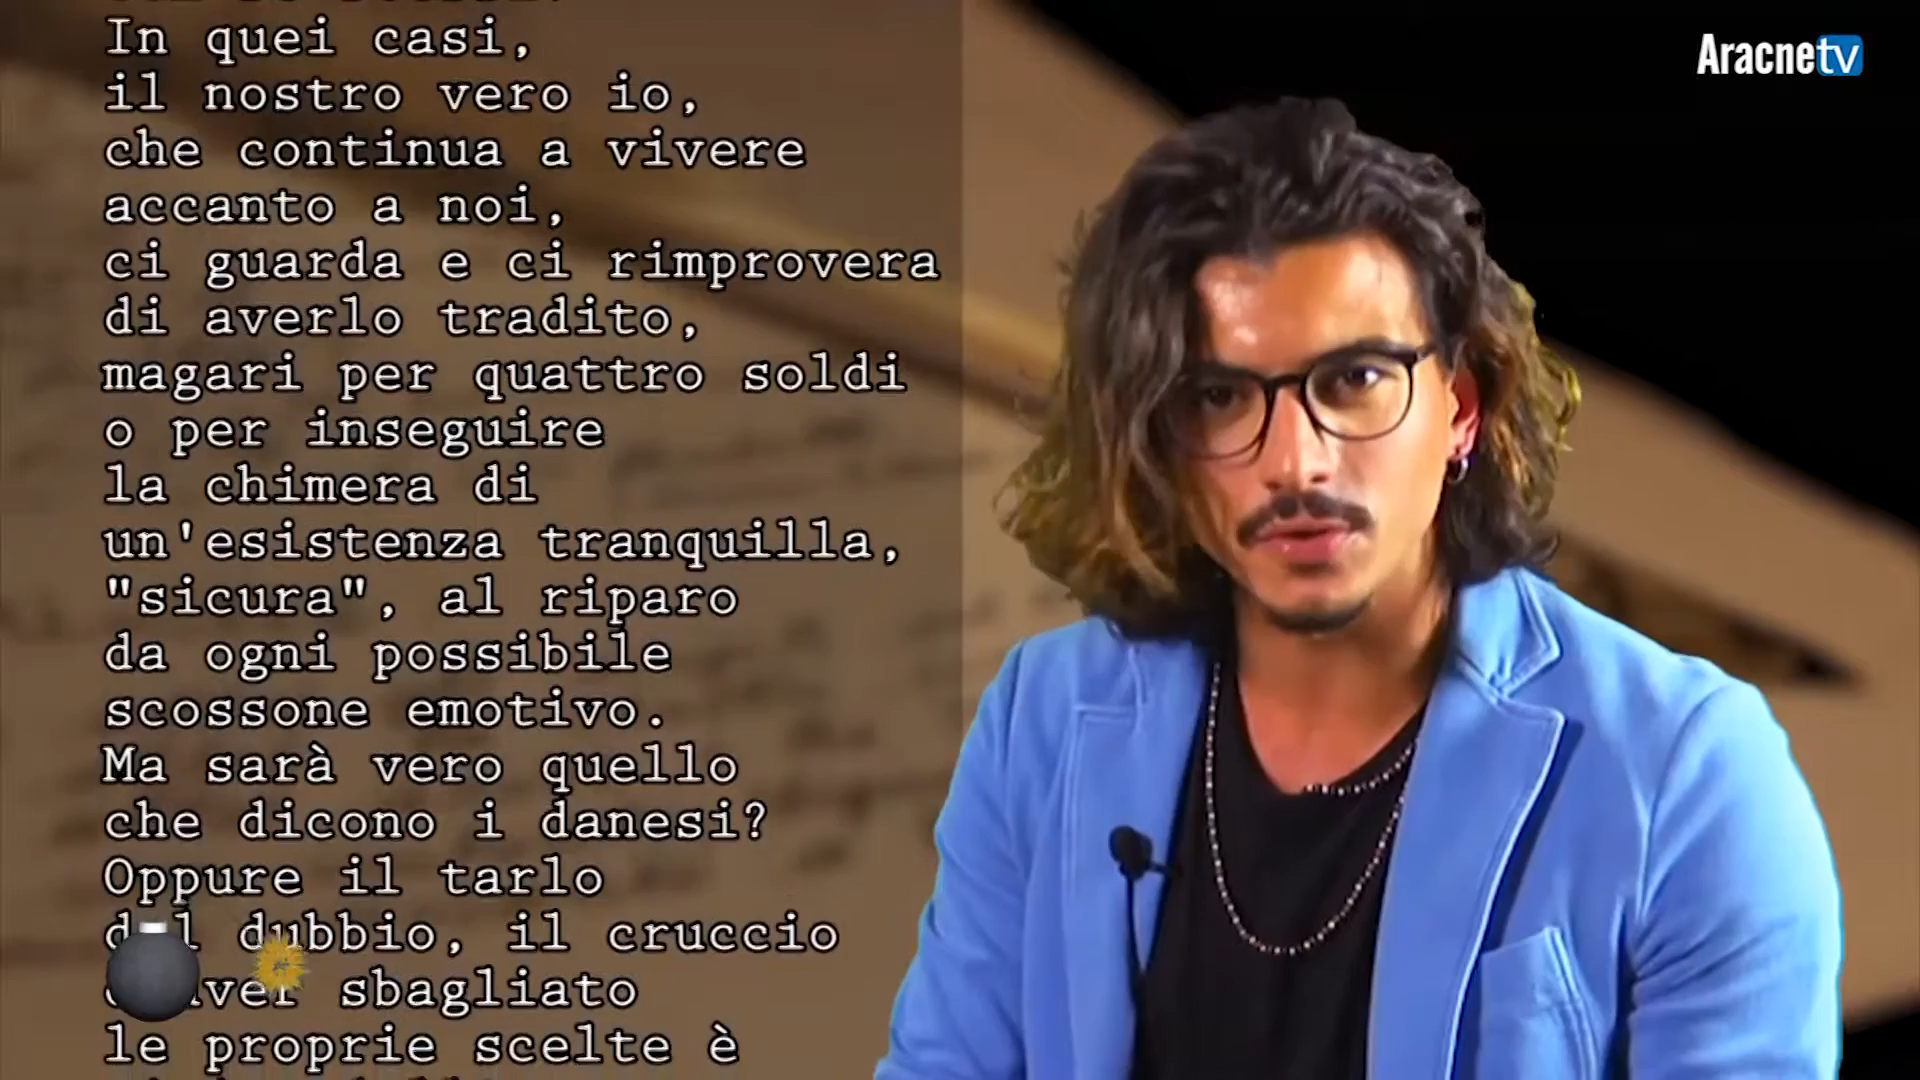 In quei casi,
il nostro vero io,
che continua a vivere
accanto a noi,
ci guarda e ci rimprovera
di averlo tradito,
magari per quattro soldi
o per inseguire
la chimera di
un'esistenza tranquilla,
"sicura", al riparo
da ogni possibile
scossone emotivo.
Ma sarà vero quello
che dicono i danesi?
Oppure il tarlo
del dubbio, il cruccio
sbagliato
le proprie scelte è
Aracnetv